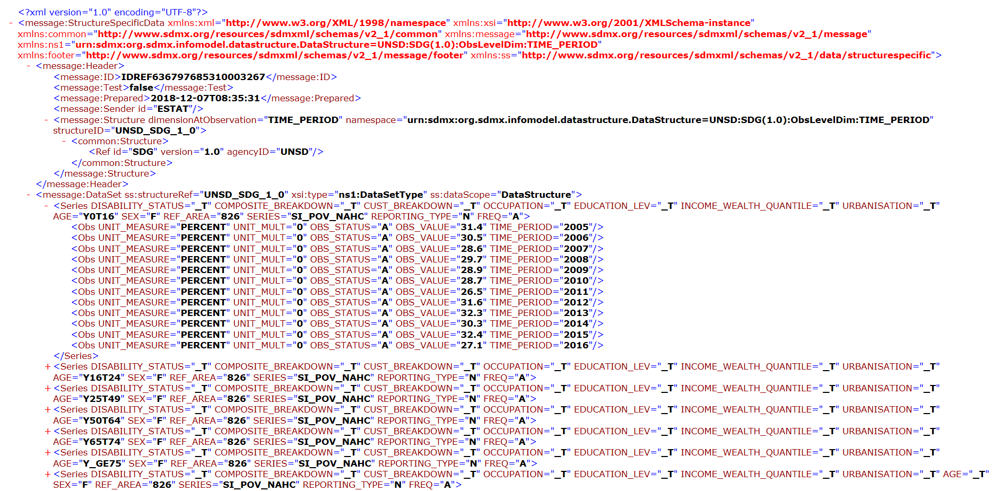 <?xml version="1.0" encoding="UTF-8"?>
- <message:StructureSpecificData xmlns:xml="http://www.w3.org/XML/1998/namespace" xmlns:xsi="http://www.w3.org/2001/XMLSchema-instance"
xmlns:common="http://www.sdmx.org/resources/sdmxml/schemas/v2_1/common" xmlns:message="http://www.sdmx.org/resources/sdmxml/schemas/v2_1/message"
xmlns:ns1="urn:sdmx:org.sdmx.infomodel.datastructure.DataStructure=UNSD:SDG(1.0):ObsLevelDim:TIME_PERIOD"
xmlns:footer="http://www.sdmx.org/resources/sdmxml/schemas/v2_1/message/footer" xmlns:ss="http://www.sdmx.org/resources/sdmxml/schemas/v2_1/data/structurespecific">
- <message:Header>
<message:ID>IDREF636797685310003267</message:ID>
<message:Test>false</message:Test>
<message:Prepared>2018-12-07T08:35:31</message:Prepared>
<message:Sender id="ESTAT"/>
- <message:Structure dimensionAtObservation="TIME_PERIOD" namespace="urn:sdmx:org.sdmx.infomodel.datastructure.DataStructure=UNSD:SDG(1.0):ObsLevelDim:TIME_PERIOD"
structureID="UNSD_SDG_1_0">
- <common:Structure>
<Ref id="SDG" version="1.0" agencyID="UNSD"/>
</common:Structure>
</message:Structure>
</message:Header>
- <message:DataSet ss:structureRef="UNSD_SDG_1_0" xsi:type="ns1:DataSetType" ss:dataScope="DataStructure">
- <Series DISABILITY_STATUS="_T" COMPOSITE_BREAKDOWN="_T" CUST_BREAKDOWN="_T" OCCUPATION="_T" EDUCATION_LEV="_T" INCOME_WEALTH_QUANTILE="_T" URBANISATION="_T"
AGE="Y0T16" SEX="F" REF_AREA="826" SERIES="SI_POV_NAHC" REPORTING_TYPE="N" FREQ="A">
<Obs UNIT_MEASURE="PERCENT" UNIT_MULT="0" OBS_STATUS="A" OBS_VALUE="31.4" TIME_PERIOD="2005"/>
<Obs UNIT_MEASURE="PERCENT" UNIT_MULT="0" OBS_STATUS="A" OBS_VALUE="30.5" TIME_PERIOD="2006"/>
<Obs UNIT_MEASURE="PERCENT" UNIT_MULT="0" OBS_STATUS="A" OBS_VALUE="28.6" TIME_PERIOD="2007"/>
<Obs UNIT_MEASURE="PERCENT" UNIT_MULT="0" OBS_STATUS="A" OBS_VALUE="29.7" TIME_PERIOD="2008"/>
<Obs UNIT_MEASURE="PERCENT" UNIT_MULT="0" OBS_STATUS="A" OBS_VALUE="28.9" TIME_PERIOD="2009"/>
<Obs UNIT_MEASURE="PERCENT" UNIT_MULT="0" OBS_STATUS="A" OBS_VALUE="28.7" TIME_PERIOD="2010"/>
<Obs UNIT_MEASURE="PERCENT" UNIT_MULT="0" OBS_STATUS="A" OBS_VALUE="26.5" TIME_PERIOD="2011"/>
<Obs UNIT_MEASURE="PERCENT" UNIT_MULT="0" OBS_STATUS="A" OBS_VALUE="31.6" TIME_PERIOD="2012"/>
<Obs UNIT_MEASURE="PERCENT" UNIT_MULT="0" OBS_STATUS="A" OBS_VALUE="32.3" TIME_PERIOD="2013"/>
<Obs UNIT_MEASURE="PERCENT" UNIT_MULT="0" OBS_STATUS="A" OBS_VALUE="30.3" TIME_PERIOD="2014"/>
<Obs UNIT_MEASURE="PERCENT" UNIT_MULT="0" OBS_STATUS="A" OBS_VALUE="32.4" TIME_PERIOD="2015"/>
<Obs UNIT_MEASURE="PERCENT" UNIT_MULT="0" OBS_STATUS="A" OBS_VALUE="27.1" TIME_PERIOD="2016"/>
</Series>
+ <Series DISABILITY_STATUS="_T" COMPOSITE_BREAKDOWN="_T" CUST_BREAKDOWN="_T" OCCUPATION="_T" EDUCATION_LEV="_T" INCOME_WEALTH_QUANTILE="_T" URBANISATION="_T"
AGE="Y16T24" SEX="F" REF_AREA="826" SERIES="SI_POV_NAHC" REPORTING_TYPE="N" FREQ="A">
+ <Series DISABILITY_STATUS="_T" COMPOSITE_BREAKDOWN="_T" CUST_BREAKDOWN="_T" OCCUPATION="_T" EDUCATION_LEV="_T" INCOME_WEALTH_QUANTILE="_T" URBANISATION="_T"
AGE="Y25T49" SEX="F" REF_AREA="826" SERIES="SI_POV_NAHC" REPORTING_TYPE="N" FREQ="A">
+ <Series DISABILITY_STATUS="_T" COMPOSITE_BREAKDOWN="_T" CUST_BREAKDOWN="_T" OCCUPATION="_T" EDUCATION_LEV="_T" INCOME_WEALTH_QUANTILE="_T" URBANISATION="_T"
AGE="Y50T64" SEX="F" REF_AREA="826" SERIES="SI_POV_NAHC" REPORTING_TYPE="N" FREQ="A">
+ <Series DISABILITY_STATUS="_T" COMPOSITE_BREAKDOWN="_T" CUST_BREAKDOWN="_T" OCCUPATION="_T" EDUCATION_LEV="_T" INCOME_WEALTH_QUANTILE="_T" URBANISATION="_T"
AGE="Y65T74" SEX="F" REF_AREA="826" SERIES="SI_POV_NAHC" REPORTING_TYPE="N" FREQ="A">
+ <Series DISABILITY_STATUS="_T" COMPOSITE_BREAKDOWN="_T" CUST_BREAKDOWN="_T" OCCUPATION="_T" EDUCATION_LEV="_T" INCOME_WEALTH_QUANTILE="_T" URBANISATION="_T"
AGE="Y_GE75" SEX="F" REF_AREA="826" SERIES="SI_POV_NAHC" REPORTING_TYPE="N" FREQ="A">
+ <Series DISABILITY_STATUS="_T" COMPOSITE_BREAKDOWN="_T" CUST_BREAKDOWN="_T" OCCUPATION="_T" EDUCATION_LEV="_T" INCOME_WEALTH_QUANTILE="_T" URBANISATION="_T" AGE="_T"
SEX="F" REF_AREA="826" SERIES="SI_POV_NAHC" REPORTING_TYPE="N" FREQ="A">